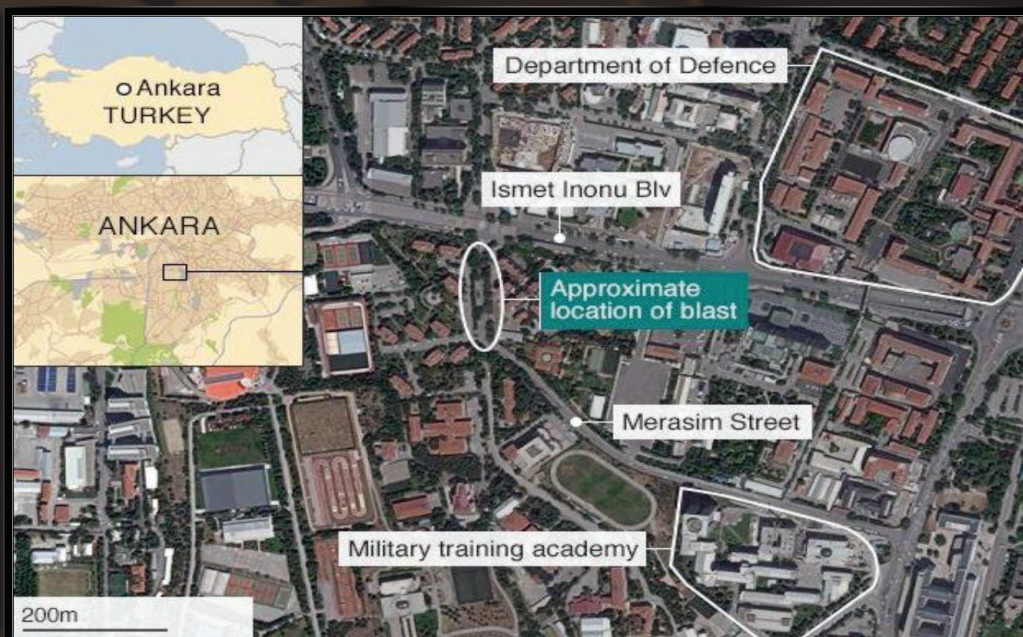 Ankara
TURKEY
ANKARA
Department of Defence
Ismet Inonu Blv
Approximate
location of blast
Merasim Street
Military training academy
200m